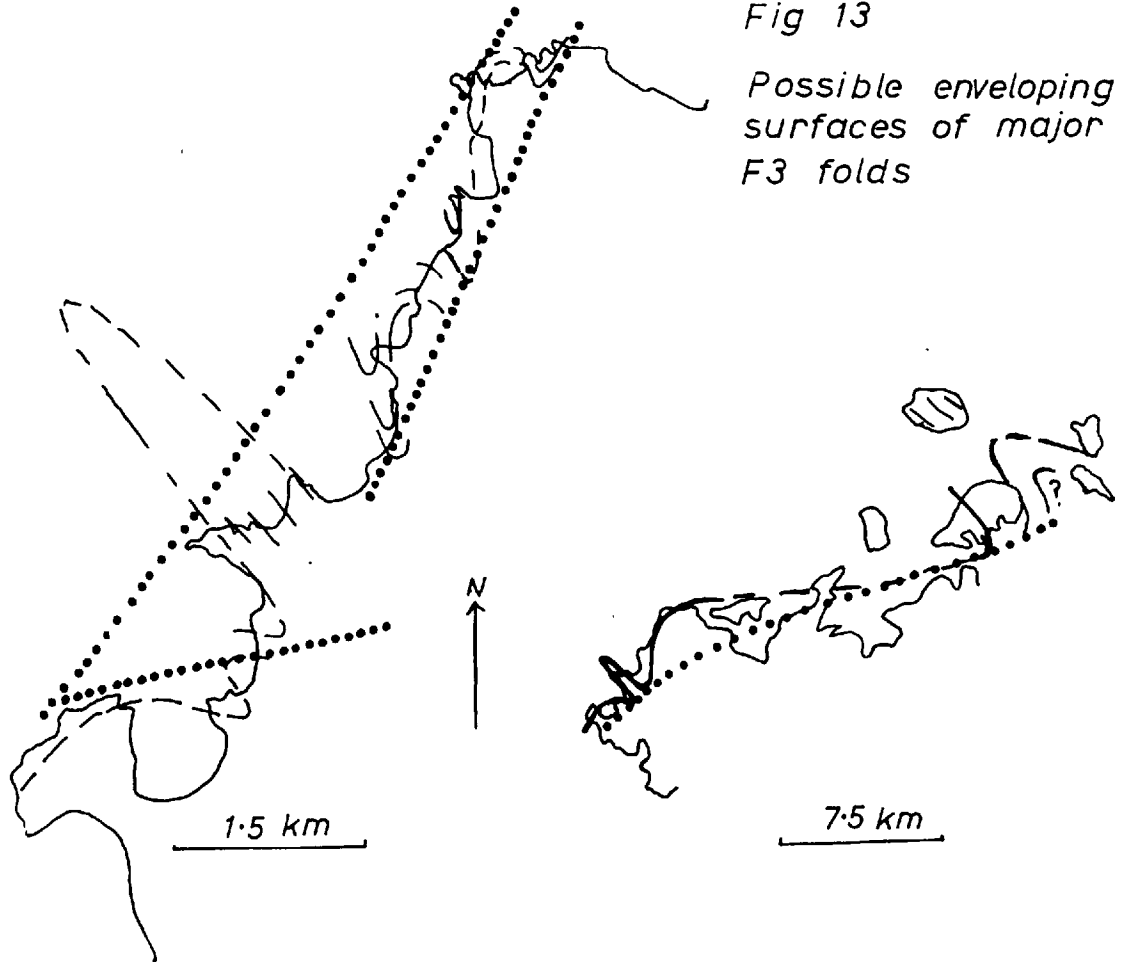 Fig 13
Possible enveloping
surfaces of major
F3 folds
?
N
1·5 km
7·5 km